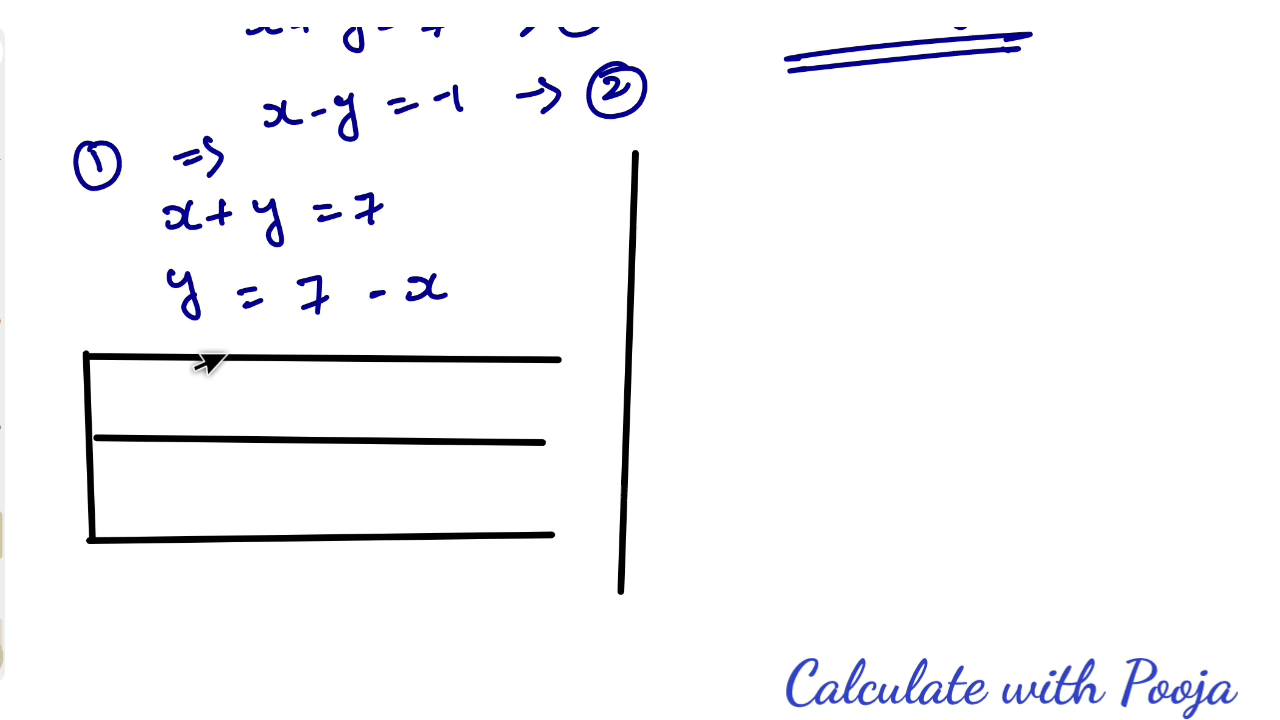 x - y = -1 → ②
① ⇒
x + y = 7
y = 7 - x
Calculate with Pooja